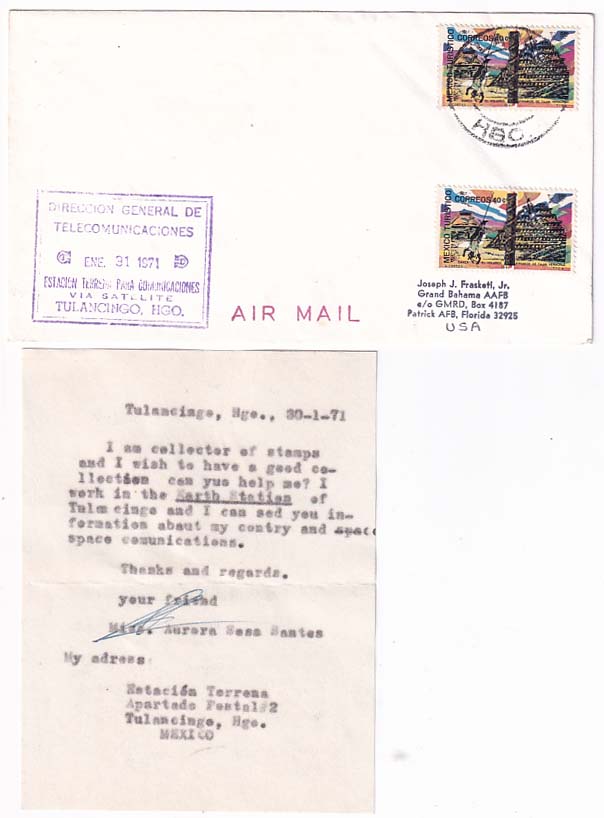 MEXICO TURISTICO
CORREOS 40c
HGO.
MEXICO TURISTICO
CORREOS 40c
DIRECCION GENERAL DE
TELECOMUNICACIONES
ENE. 31 1971
ESTACION TERRENA PARA COMUNICACIONES
VIA SATELITE
TULANCINGO, HGO.
AIR MAIL
Joseph J. Frasketi, Jr.
Grand Bahama AAFB
c/o GMRD, Box 4187
Patrick AFB, Florida 32925
USA
Tulancingo, Hgo., 30-1-71
I am collector of stamps
and I wish to have a good co-
llection can yuo help me? I
work in the Earth Station of
Tulancingo and I can sed you in-
formation abaut my contry and spac
space comunications.
Thanks and regards.
your friend
Miss. Aurora Sosa Santes
My adress:
Estación Terrena
Apartado Postal #2
Tulancingo, Hgo.
MEXICO